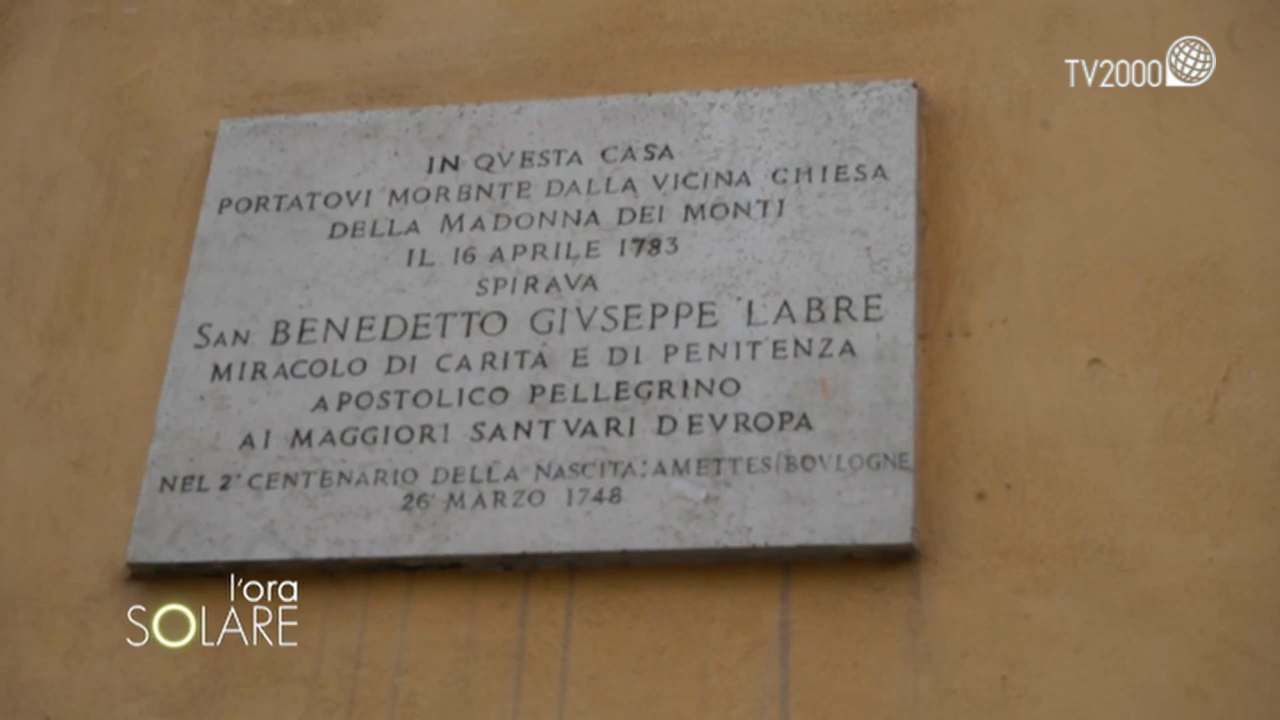 TV2000
IN QVESTA CASA
PORTATOVI MORENTE DALLA VICINA CHIESA
DELLA MADONNA DEI MONTI
IL 16 APRILE 1783
SPIRAVA
SAN BENEDETTO GIVSEPPE LABRE
MIRACOLO DI CARITÀ E DI PENITENZA
APOSTOLICO PELLEGRINO
AI MAGGIORI SANTVARI D'EVROPA
NEL 2° CENTENARIO DELLA NASCITA: AMETTES (BOVLOGNE
26 MARZO 1748
l'ora
SOLARE